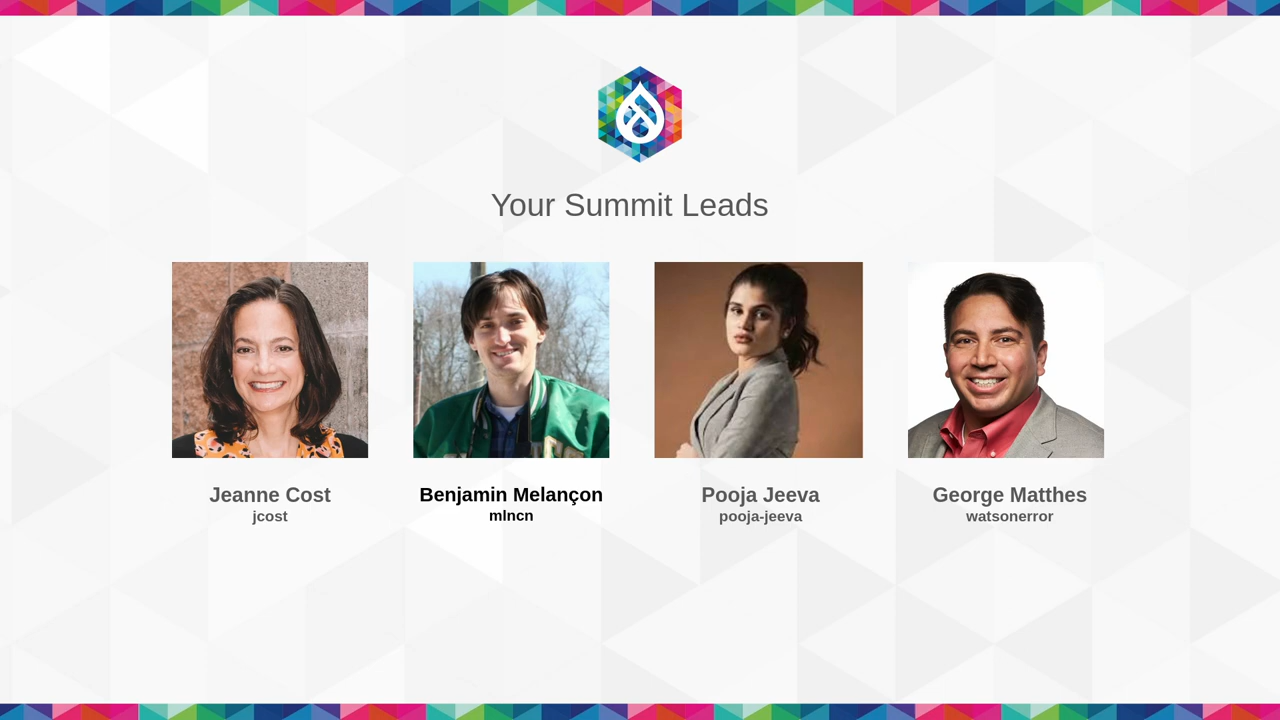 Your Summit Leads
Jeanne Cost
jcost
Benjamin Melançon
mlncn
Pooja Jeeva
pooja-jeeva
George Matthes
watsonerror